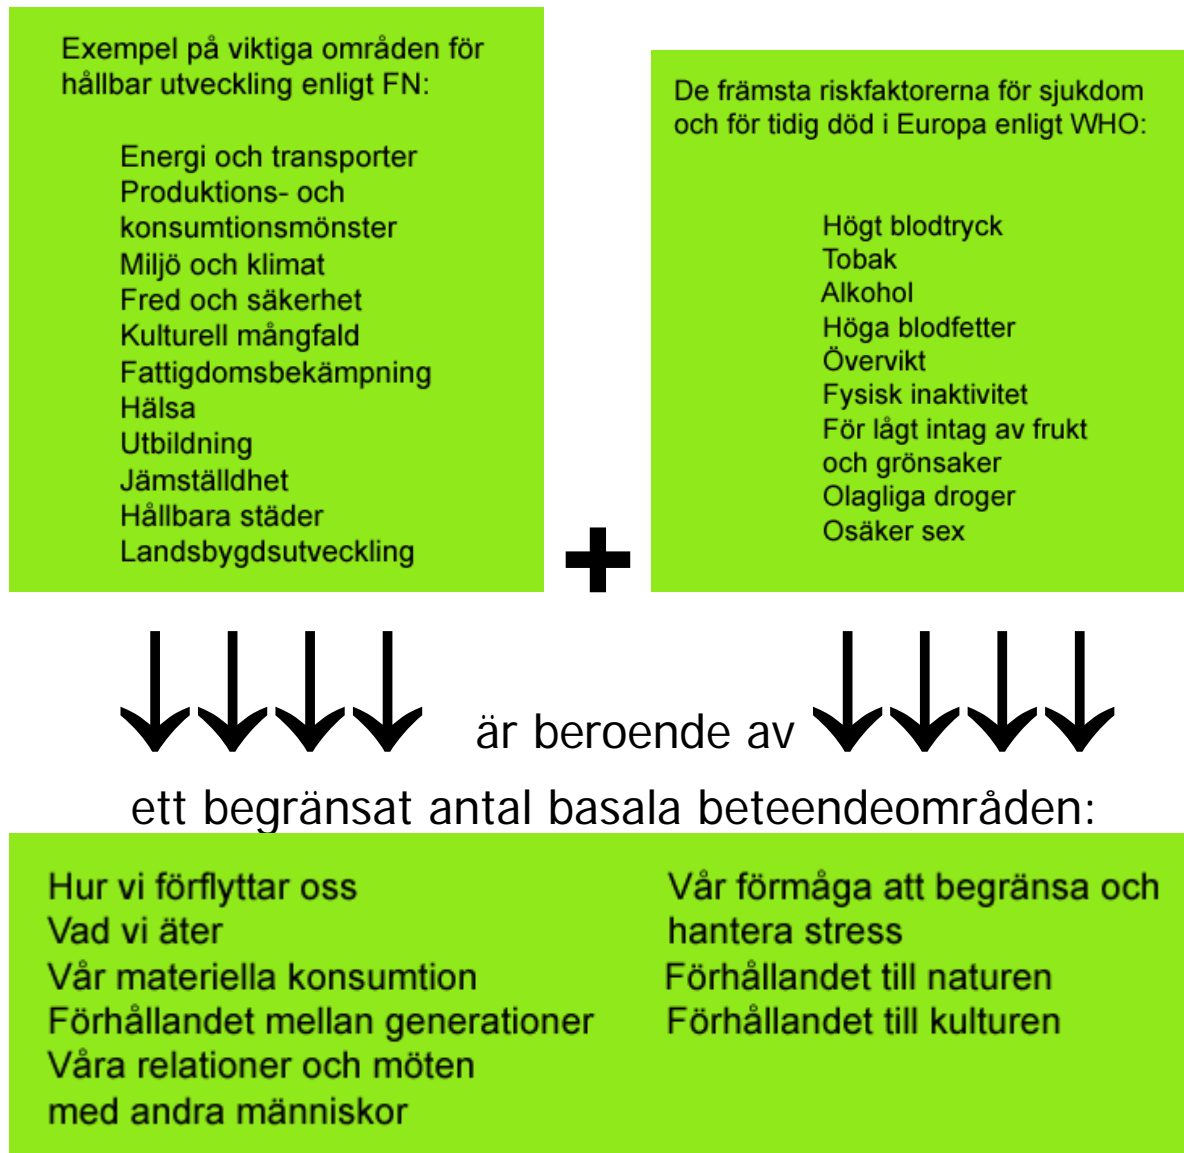 Exempel på viktiga områden för
hållbar utveckling enligt FN:
Energi och transporter
Produktions- och
konsumtionsmönster
Miljö och klimat
Fred och säkerhet
Kulturell mångfald
Fattigdomsbekämpning
Hälsa
Utbildning
Jämställdhet
Hållbara städer
Landsbygdsutveckling
+
De främsta riskfaktorerna för sjukdom
och för tidig död i Europa enligt WHO:
Högt blodtryck
Tobak
Alkohol
Höga blodfetter
Övervikt
Fysisk inaktivitet
För lågt intag av frukt
och grönsaker
Olagliga droger
Osäker sex
är beroende av
ett begränsat antal basala beteendeområden:
Hur vi förflyttar oss
Vad vi äter
Vår materiella konsumtion
Förhållandet mellan generationer
Våra relationer och möten
med andra människor
Vår förmåga att begränsa och
hantera stress
Förhållandet till naturen
Förhållandet till kulturen